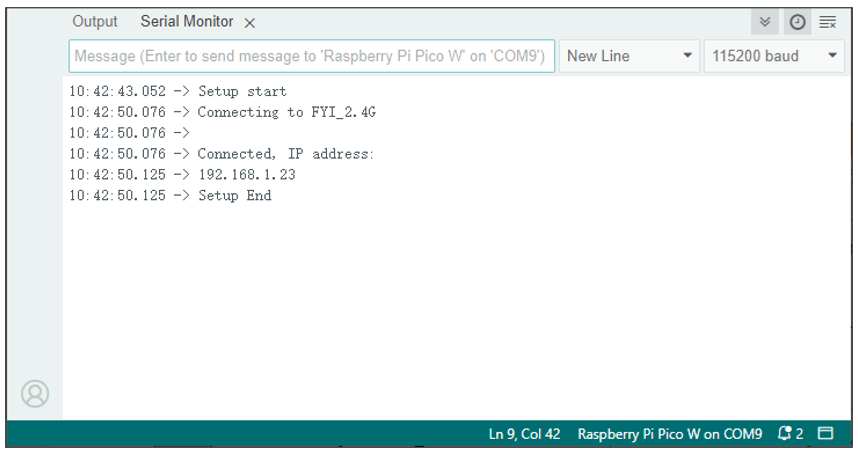 Output Serial Monitor
Message (Enter to send message to 'Raspberry Pi Pico W' on 'COM9') New Line 115200 baud
10:42:43.052 -> Setup start
10:42:50.076 -> Connecting to FYI_2.4G
10:42:50.076 ->
10:42:50.076 -> Connected, IP address:
10:42:50.125 -> 192.168.1.23
10:42:50.125 -> Setup End
Ln 9, Col 42 Raspberry Pi Pico W on COM9 2